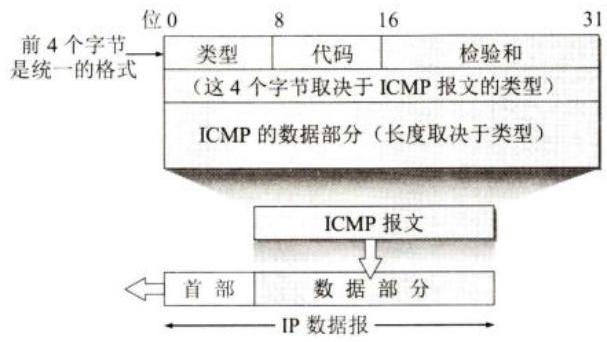 位 0 8 16 31
前 4 个字节
是统一的格式
类型 代码 检验和
（这 4 个字节取决于 ICMP 报文的类型）
ICMP 的数据部分（长度取决于类型）
ICMP 报文
首 部 数 据 部 分
IP 数据报